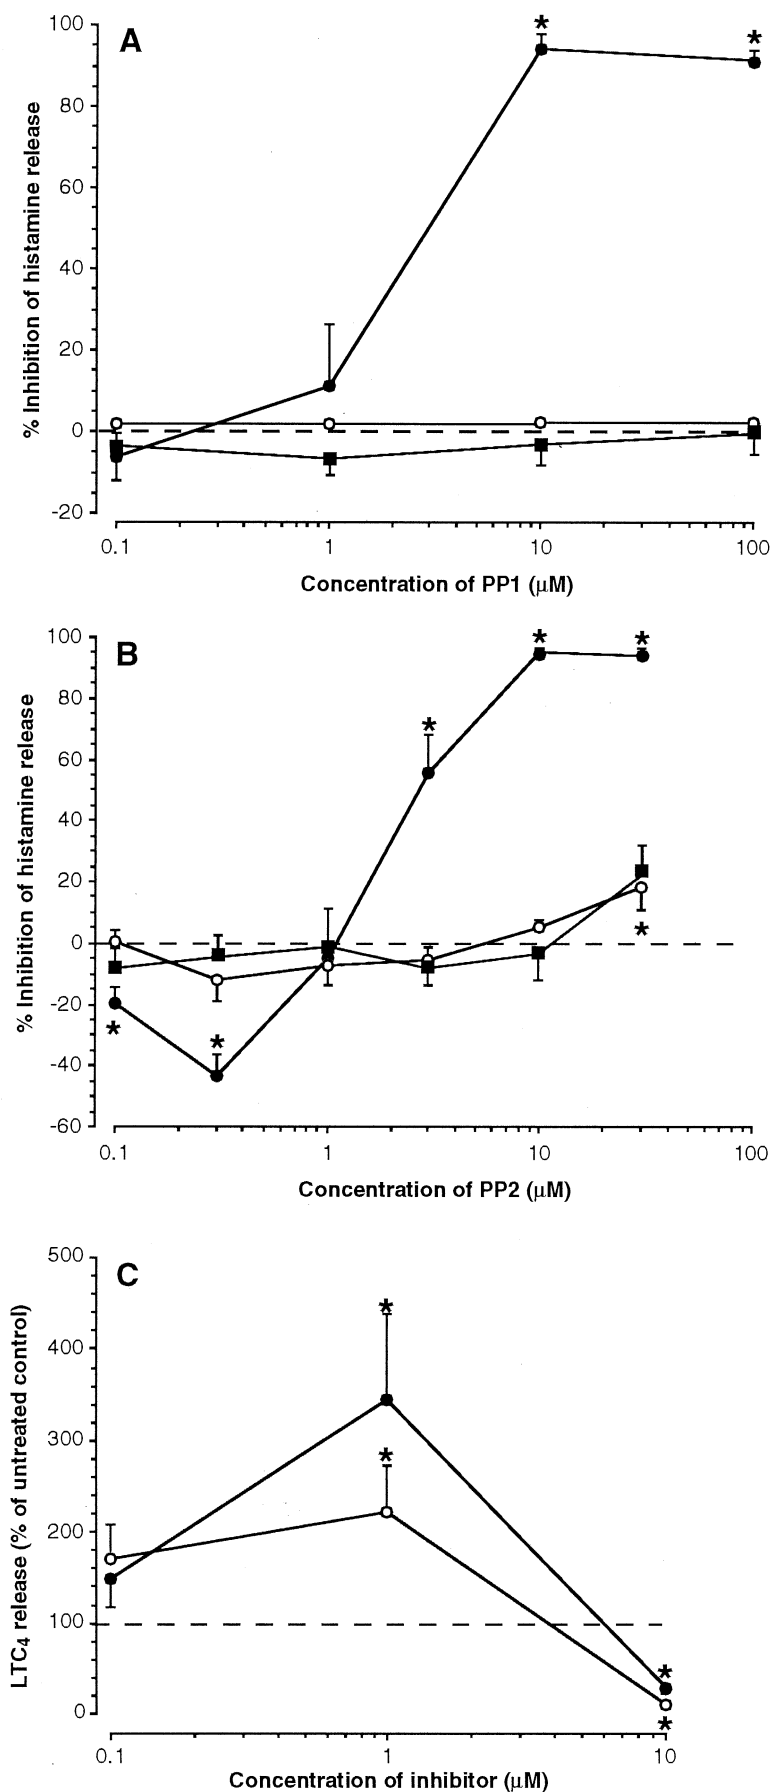 A
100
80
60
40
20
0
-20
% Inhibition of histamine release
* *
0.1 1 10 100
Concentration of PP1 (μM)
B
100
80
60
40
20
0
-20
-40
-60
% Inhibition of histamine release
* * * * * *
0.1 1 10 100
Concentration of PP2 (μM)
C
500
400
300
200
100
0
LTC4 release (% of untreated control)
* * * *
0.1 1 10
Concentration of inhibitor (μM)